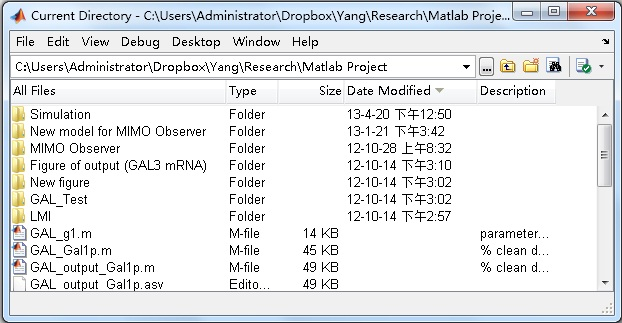 Current Directory - C:\Users\Administrator\Dropbox\Yang\Research\Matlab Proje...
File Edit View Debug Desktop Window Help
C:\Users\Administrator\Dropbox\Yang\Research\Matlab Project ...
All Files Type Size Date Modified Description
Simulation Folder 13-4-20 下午12:50
New model for MIMO Observer Folder 13-1-21 下午3:42
MIMO Observer Folder 12-10-28 上午8:32
Figure of output (GAL3 mRNA) Folder 12-10-14 下午3:10
New figure Folder 12-10-14 下午3:02
GAL_Test Folder 12-10-14 下午3:02
LMI Folder 12-10-14 下午2:57
GAL_g1.m M-file 14 KB parameter...
GAL_Gal1p.m M-file 45 KB % clean d...
GAL_output_Gal1p.m M-file 49 KB % clean d...
GAL_output_Gal1p.asv Edito... 49 KB